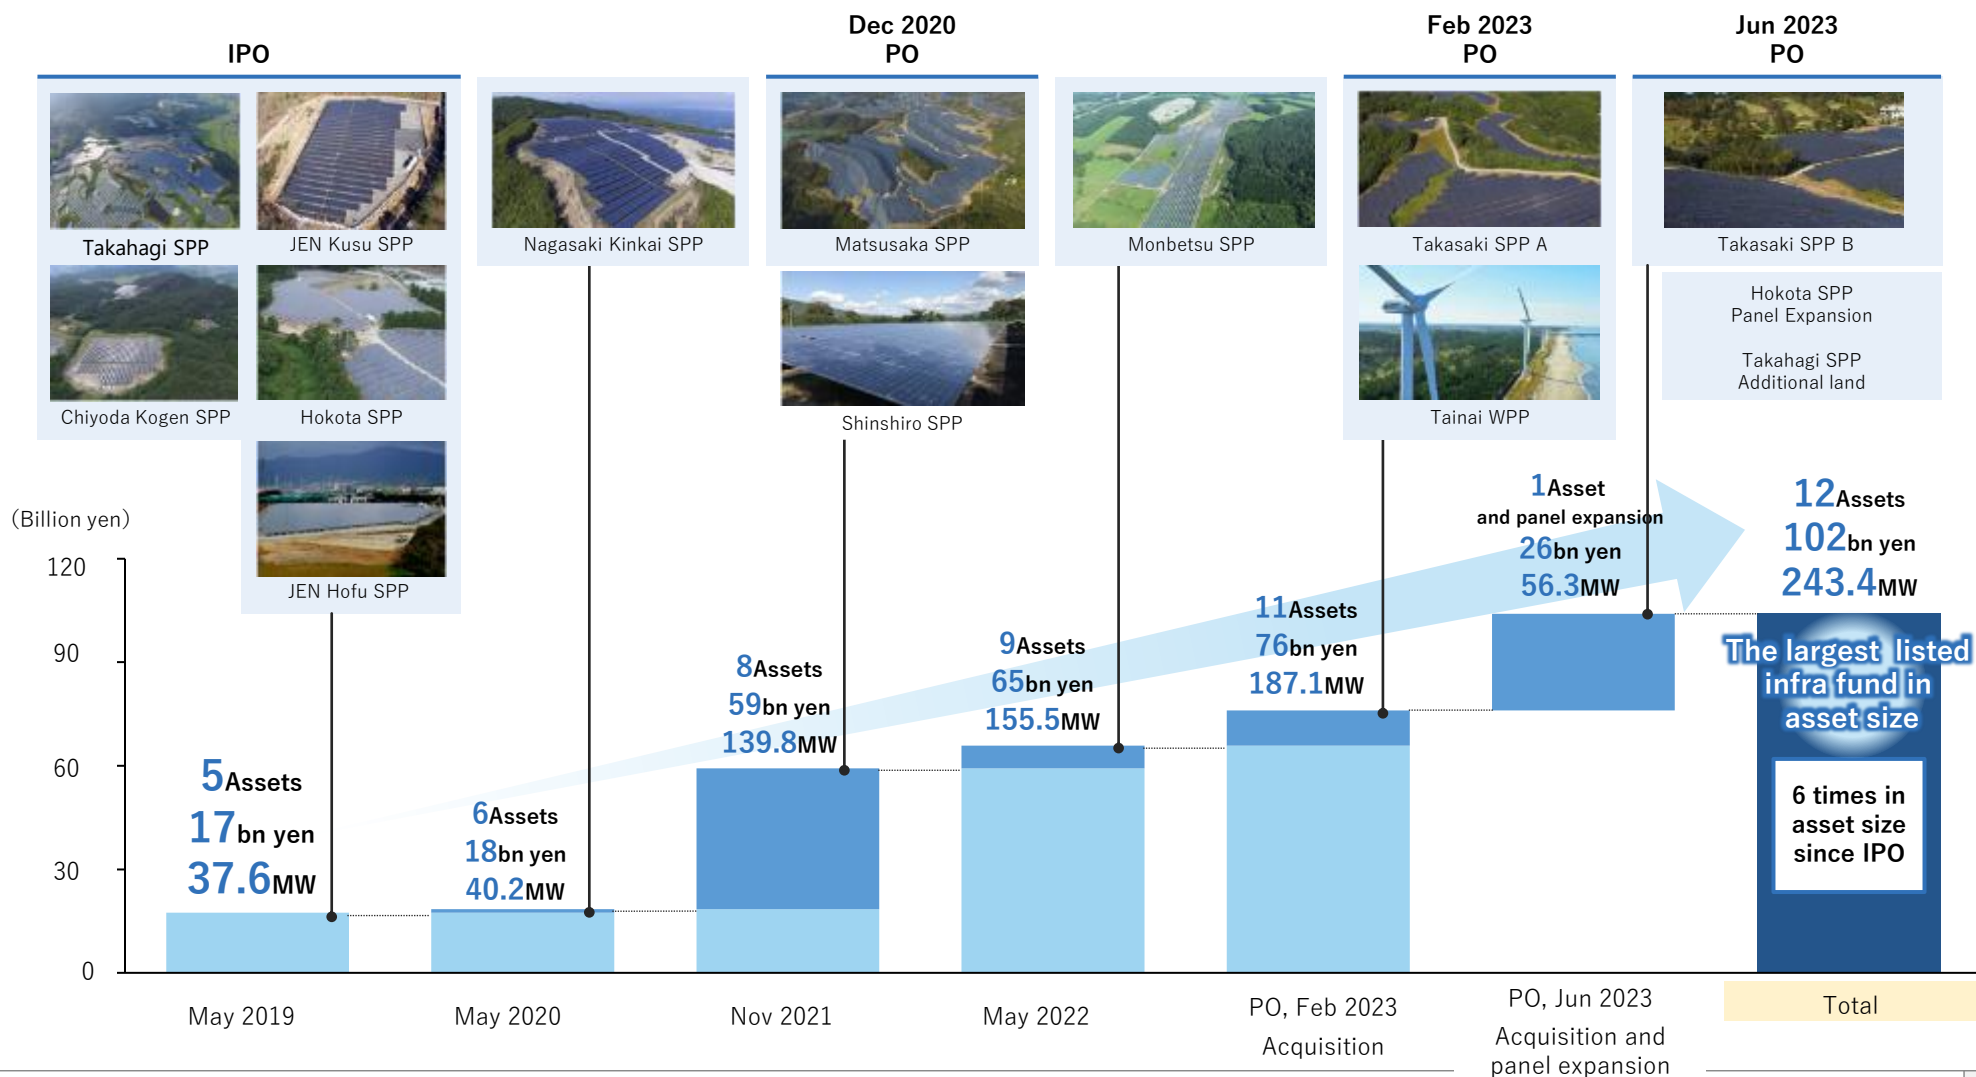 IPO
Dec 2020
PO
Feb 2023
PO
Jun 2023
PO
Takahagi SPP
JEN Kusu SPP
Nagasaki Kinkai SPP
Matsusaka SPP
Monbetsu SPP
Takasaki SPP A
Takasaki SPP B
Chiyoda Kogen SPP
Hokota SPP
Shinshiro SPP
Tainai WPP
Hokota SPP
Panel Expansion
Takahagi SPP
Additional land
JEN Hofu SPP
(Billion yen)
120
90
60
30
0
5Assets
17bn yen
37.6MW
6Assets
18bn yen
40.2MW
8Assets
59bn yen
139.8MW
9Assets
65bn yen
155.5MW
11Assets
76bn yen
187.1MW
1Asset
and panel expansion
26bn yen
56.3MW
12Assets
102bn yen
243.4MW
The largest listed
infra fund in
asset size
6 times in
asset size
since IPO
May 2019
May 2020
Nov 2021
May 2022
PO, Feb 2023
Acquisition
PO, Jun 2023
Acquisition and
panel expansion
Total